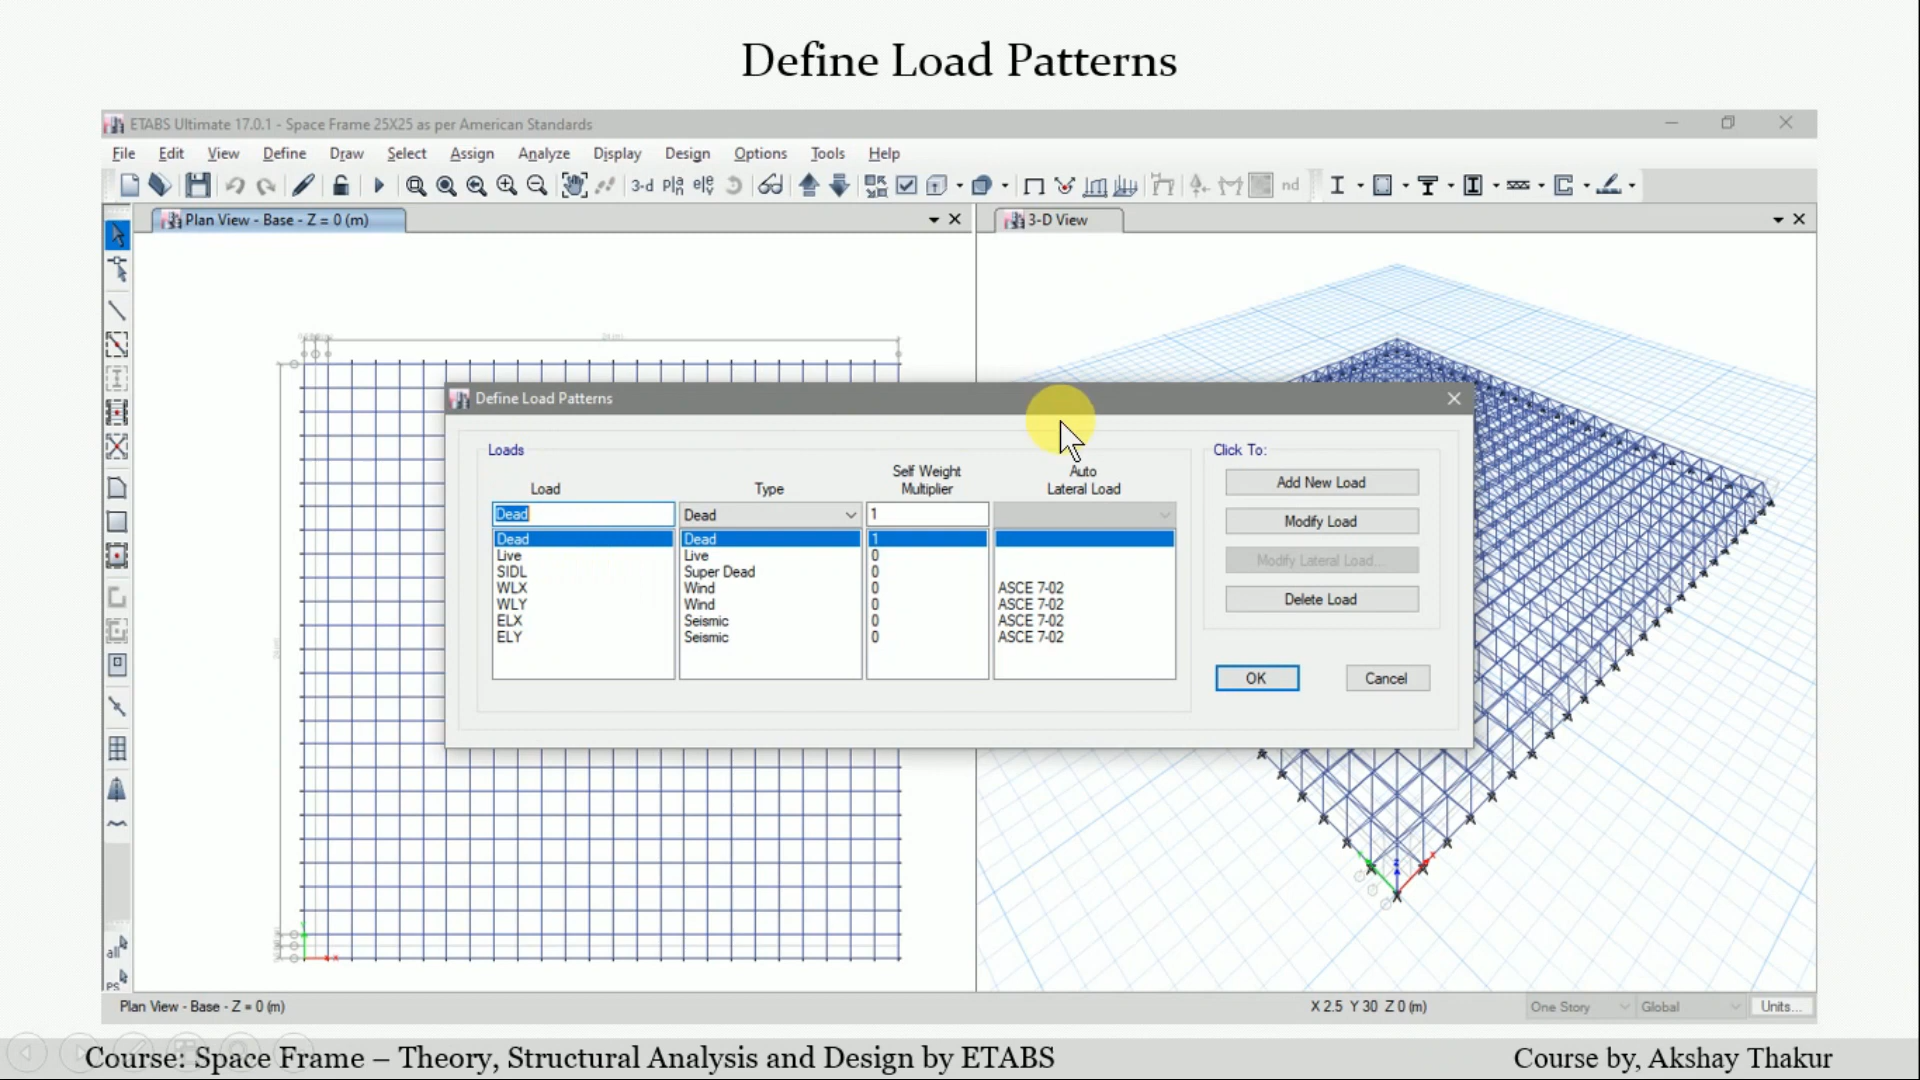 Define Load Patterns
ETABS Ultimate 17.0.1 - Space Frame 25X25 as per American Standards
File Edit View Define Draw Select Assign Analyze Display Design Options Tools Help
3-d pla ele nd
Plan View - Base - Z = 0 (m)
3-D View
Define Load Patterns
Loads
Click To:
Load Type Self Weight Multiplier Auto Lateral Load
Dead Dead 1
Dead Dead 1
Live Live 0
SIDL Super Dead 0
WLX Wind 0 ASCE 7-02
WLY Wind 0 ASCE 7-02
ELX Seismic 0 ASCE 7-02
ELY Seismic 0 ASCE 7-02
Add New Load
Modify Load
Modify Lateral Load...
Delete Load
OK Cancel
all
PS
Plan View - Base - Z = 0 (m)
X 2.5 Y 30 Z 0 (m)
One Story Global Units...
Course: Space Frame – Theory, Structural Analysis and Design by ETABS
Course by, Akshay Thakur